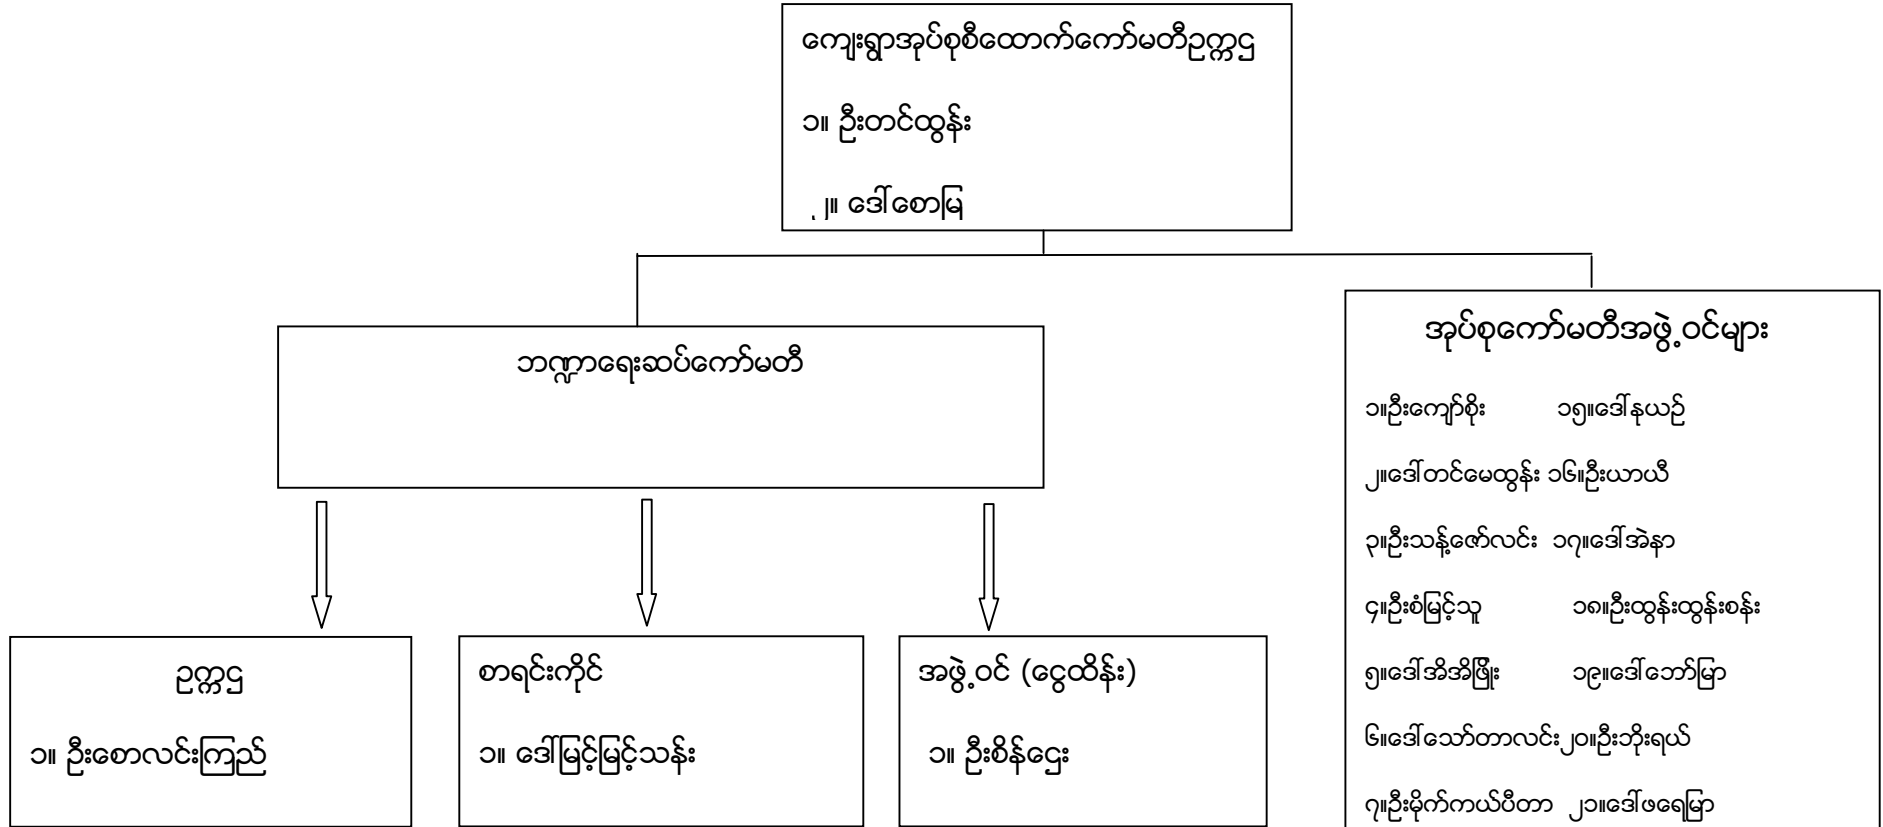 ကျေးရွာအုပ်စုစီထောက်ကော်မတီဥက္ကဌ
၁။ ဦးတင်ထွန်း
၂။ ဒေါ်စောမြ
ဘဏ္ဍာရေးဆပ်ကော်မတီ
ဥက္ကဌ
၁။ ဦးစောလင်းကြည်
စာရင်းကိုင်
၁။ ဒေါ်မြင့်မြင့်သန်း
အဖွဲ့ဝင် (ငွေထိန်း)
၁။ ဦးစိန်ဌေး
အုပ်စုကော်မတီအဖွဲ့ဝင်များ
၁။ဦးကျော်စိုး ၁၅။ဒေါ်နုယဉ်
၂။ဒေါ်တင်မေထွန်း ၁၆။ဦးယာယီ
၃။ဦးသန့်ဇော်လင်း ၁၇။ဒေါ်အဲနာ
၄။ဦးစံမြင့်သူ ၁၈။ဦးထွန်းထွန်းစန်း
၅။ဒေါ်အိအိဖြိုး ၁၉။ဒေါ်ဘော်မြာ
၆။ဒေါ်သော်တာလင်း၂၀။ဦးဘိုးရယ်
၇။ဦးမိုက်ကယ်ပီတာ ၂၁။ဒေါ်ဖရေမြာ